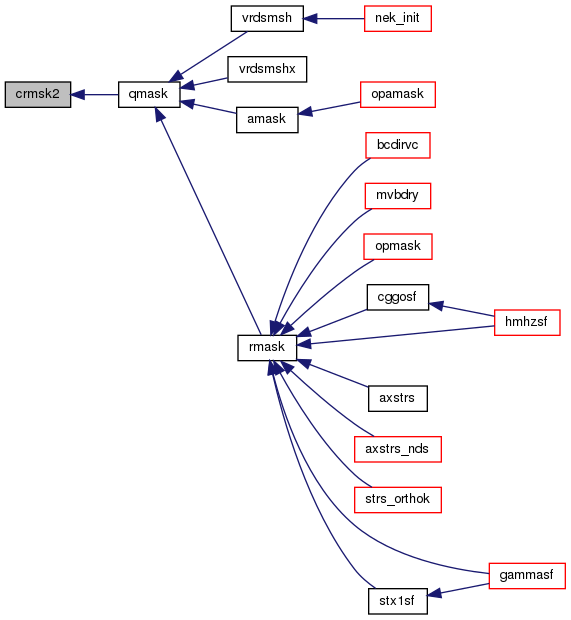 vrdsmsh
nek_init
vrdsmshx
crmsk2
qmask
opamask
amask
bcdirvc
mvbdry
opmask
cggosf
hmhzsf
rmask
axstrs
axstrs_nds
strs_orthok
gammasf
stx1sf